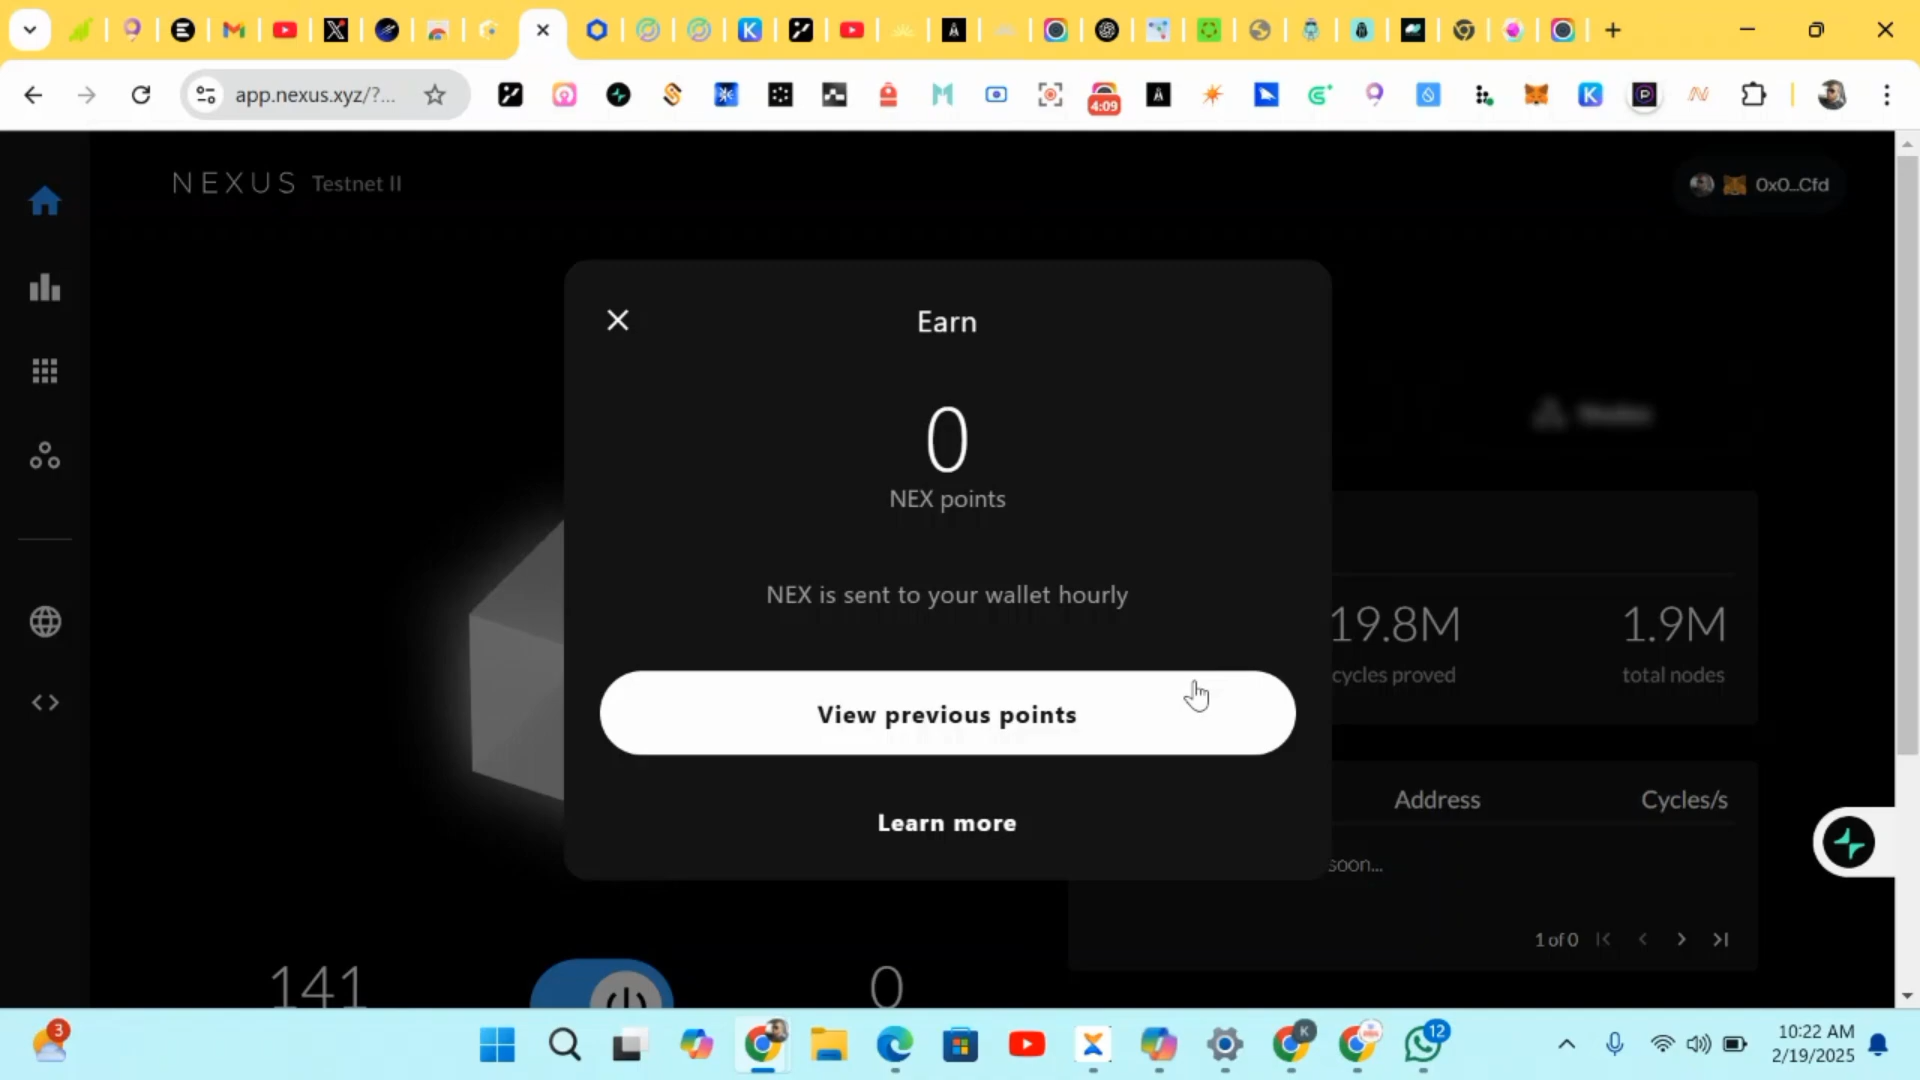 app.nexus.xyz/?...
4:09
NEXUS Testnet II
0x0...Cfd
Earn
0
NEX points
NEX is sent to your wallet hourly
View previous points
Learn more
Nodes
19.8M
1.9M
cycles proved
total nodes
Address
Cycles/s
soon...
1 of 0
141
0
3
K
12
10:22 AM
2/19/2025